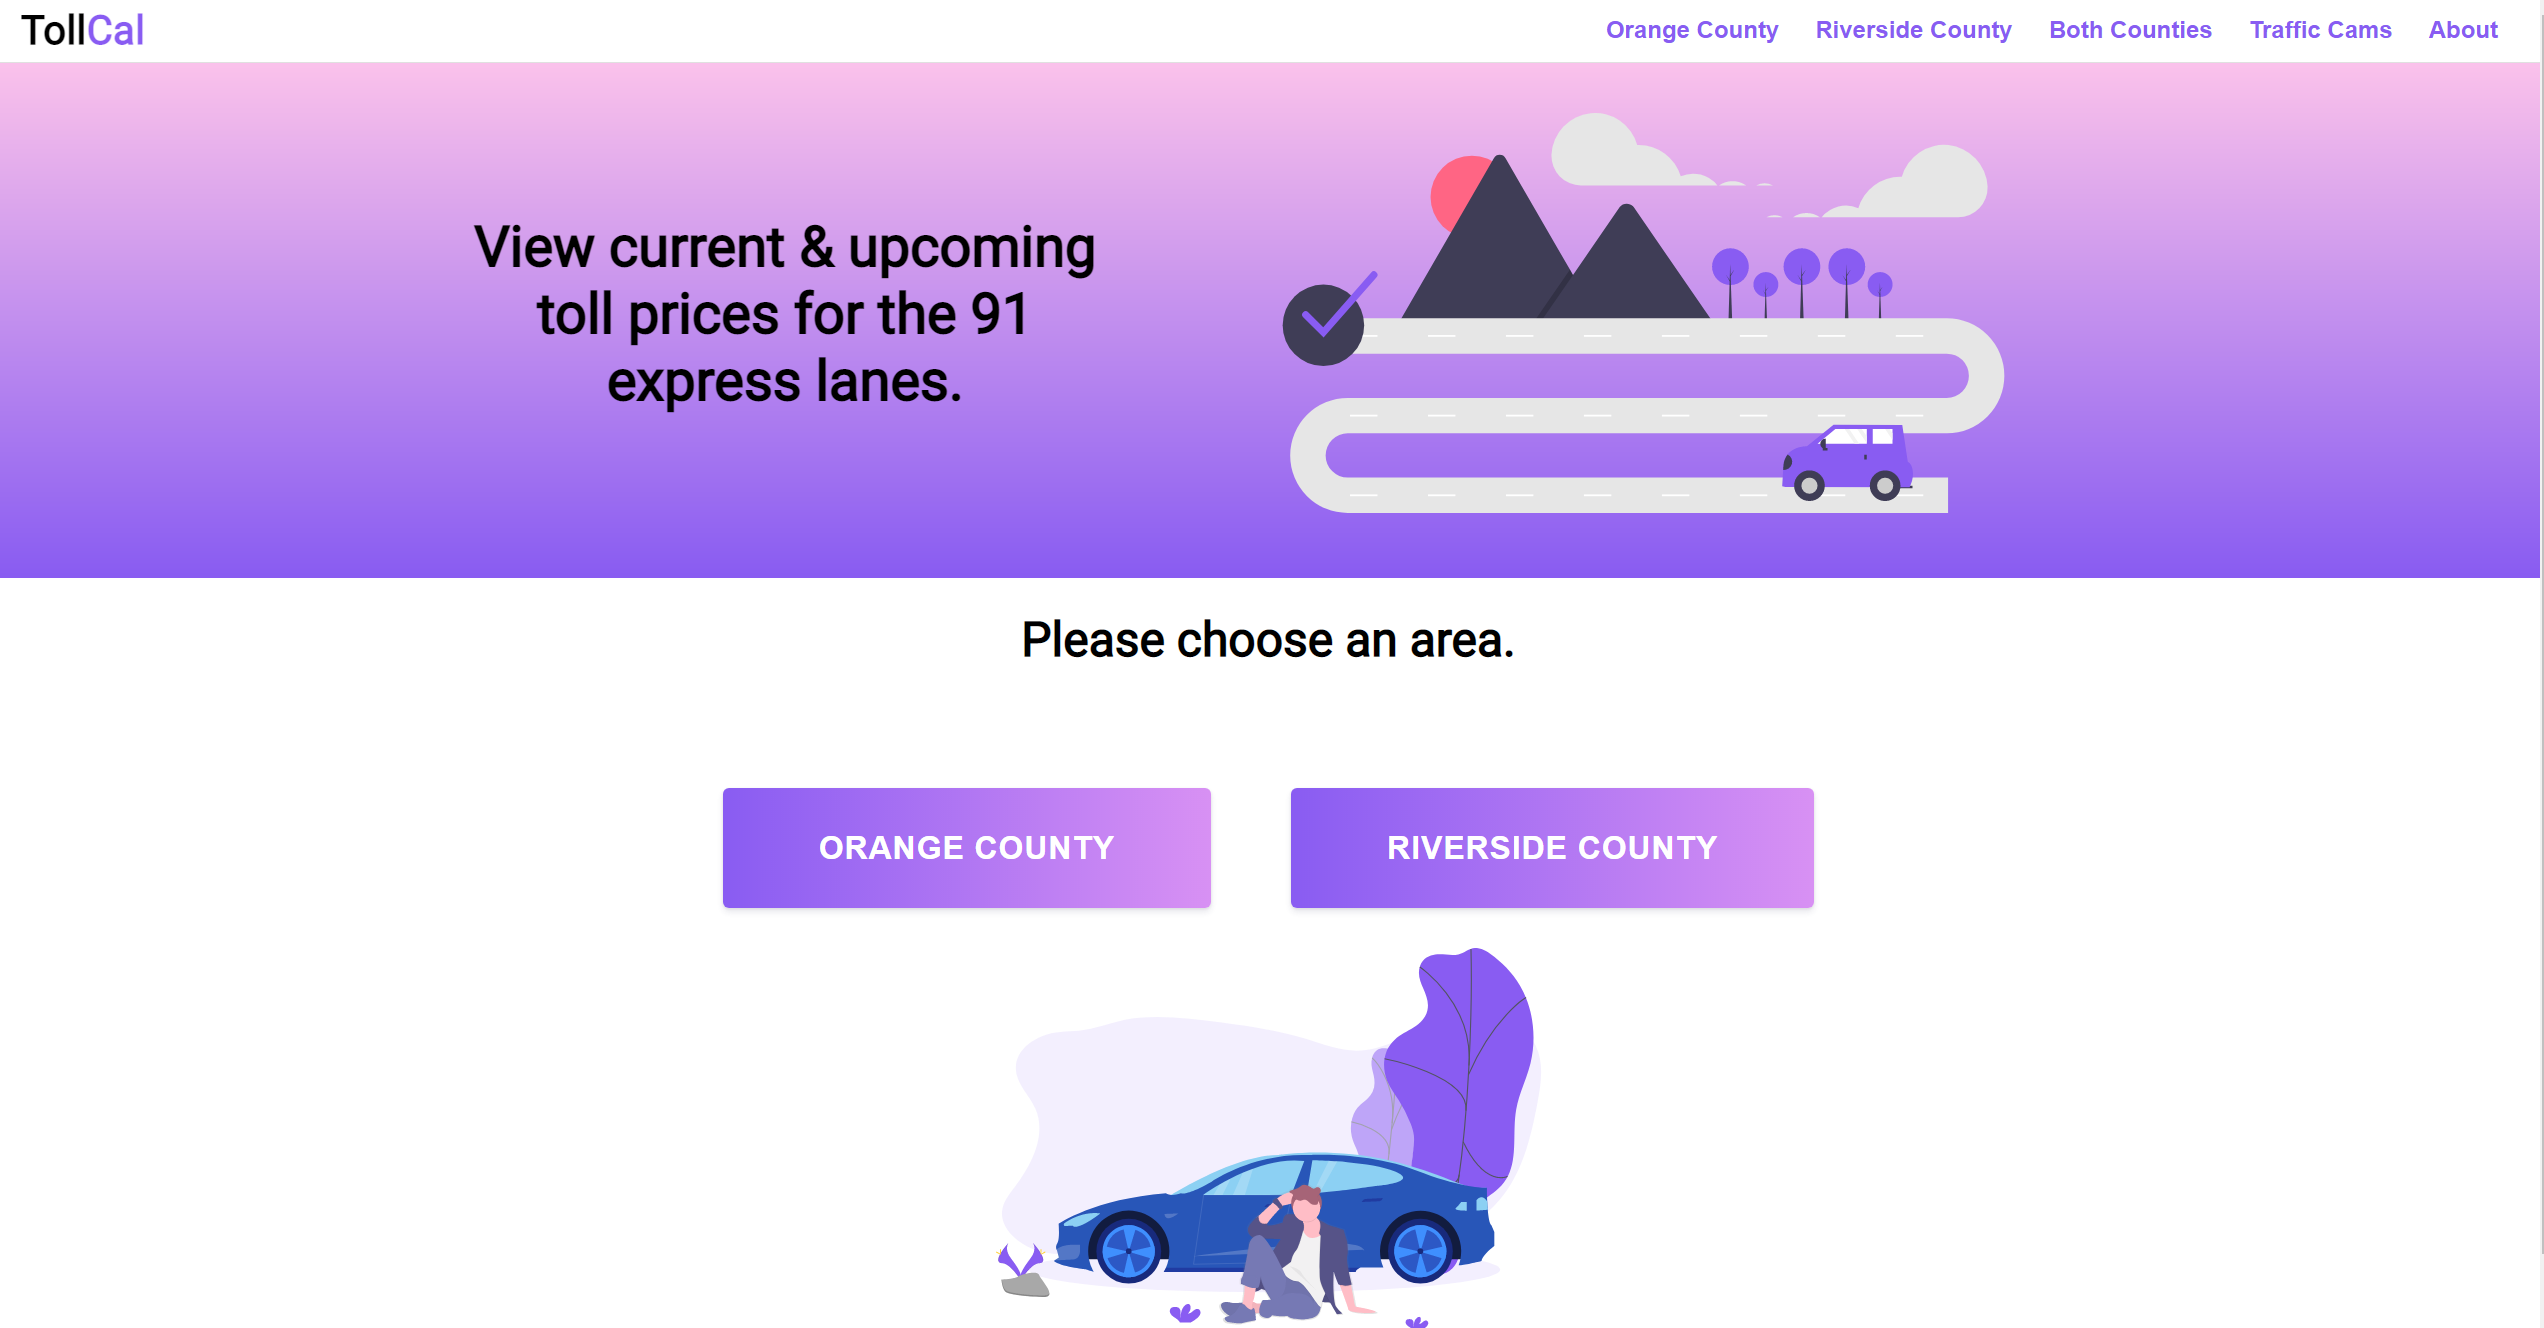 TollCal
Orange County Riverside County Both Counties Traffic Cams About
View current & upcoming
toll prices for the 91
express lanes.
Please choose an area.
ORANGE COUNTY
RIVERSIDE COUNTY